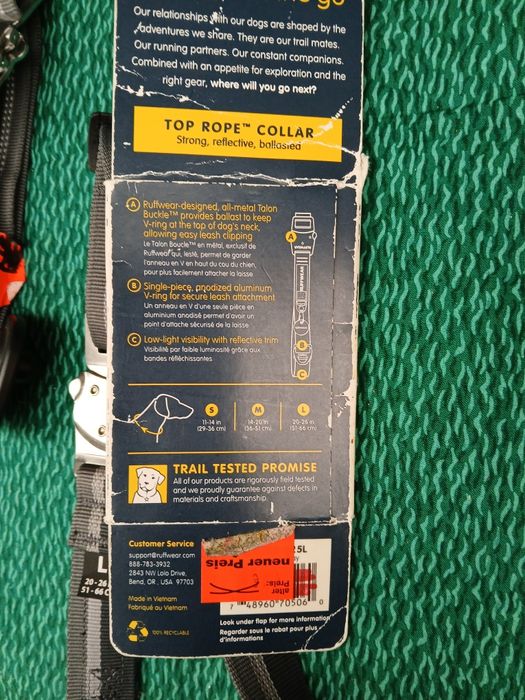 go
Our relationships with our dogs are shaped by the
adventures we share. They are our trail mates.
Our running partners. Our constant companions.
Combined with an appetite for exploration and the
right gear, where will you go next?
TOP ROPE™ COLLAR
Strong, reflective, ballasted
A Ruffwear-designed, all-metal Talon
Buckle™ provides ballast to keep
V-ring at the top of dog's neck,
allowing easy leash clipping
Le Talon Boucle™ en métal, exclusif de
Ruffwear qui, lesté, permet de garder
l'anneau en V en haut du cou du chien,
pour plus facilement attacher la laisse
B Single-piece, anodized aluminum
V-ring for secure leash attachment
Un anneau en V d'une seule pièce en
aluminium anodisé permet d'avoir un
point d'attache sécurisé de la laisse
C Low-light visibility with reflective trim
Visibilité par faible luminosité grâce aux
bandes réfléchissantes
A
RUFFWEAR
B
C
S
11-14 in
(29-36 cm)
M
14-20 in
(36-51 cm)
L
20-26 in
(51-66 cm)
TRAIL TESTED PROMISE
All of our products are rigorously field tested
and we proudly guarantee against defects in
materials and craftsmanship.
Customer Service
support@ruffwear.com
888-783-3932
2843 NW Lolo Drive,
Bend, OR, USA 97703
Made in Vietnam
Fabriqué au Vietnam
100% RECYCLABLE
25L
alter
Preis:
neuer Preis
7 48960 70506 0
Look under flap for more information
Regarder sous le rabat pour plus
d'informations
L
20-26
51-66 C